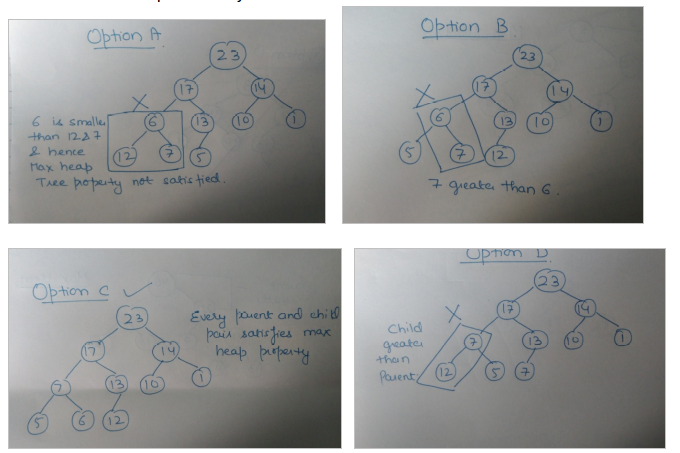 Option A
23
17 14
X
6 13 10 1
12 7 5
6 is smaller
than 12 & 7
& hence
Max heap
Tree property not satisfied.
Option B.
23
X
17 14
6 13 10 1
5 7 12
7 greater than 6.
Option C ✓
23
17 14
7 13 10 1
5 6 12
Every parent and child
pair satisfies max
heap property
Option D.
23
X
17 14
7 13 10 1
12 5 7
Child
greater
than
Parent